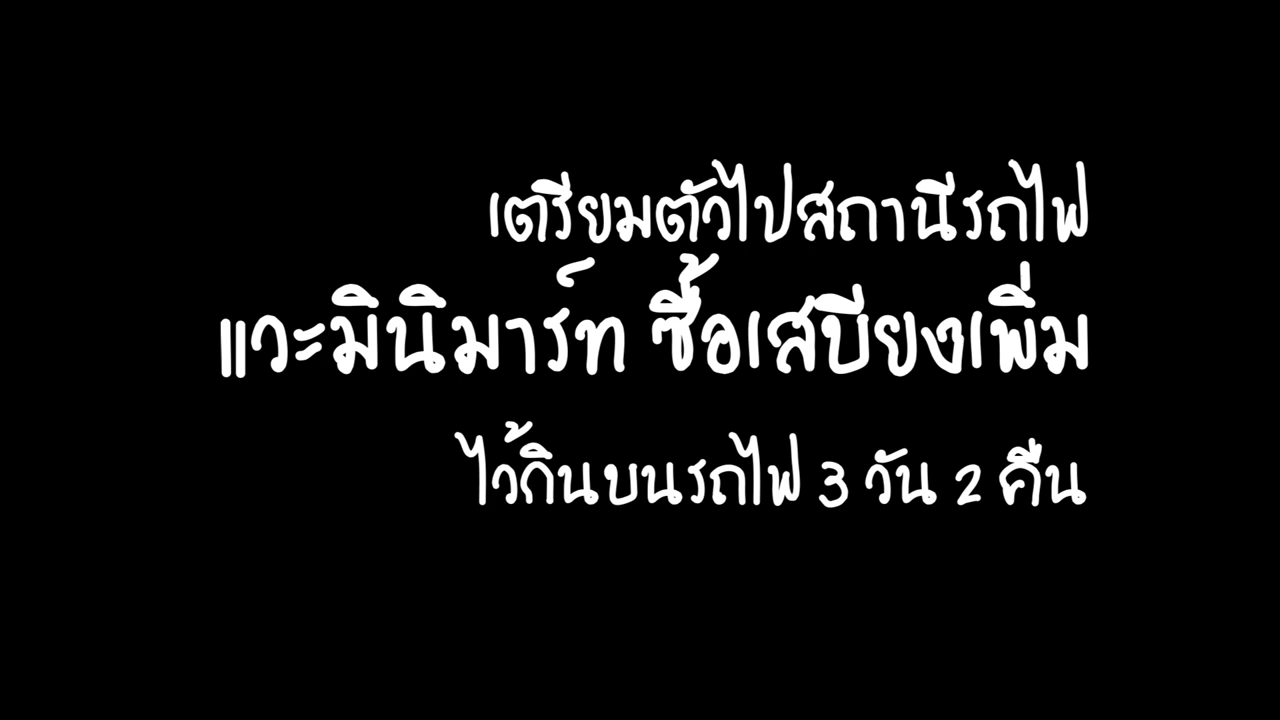 เตรียมตัวไปสถานีรถไฟ
แวะมินิมาร์ท ซื้อเสบียงเพิ่ม
ไว้กินบนรถไฟ 3 วัน 2 คืน